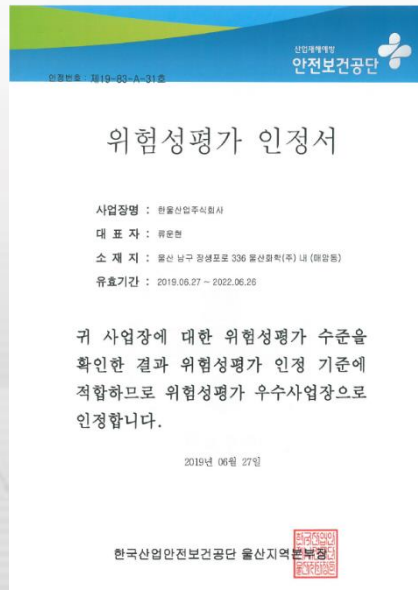 산업재해예방
안전보건공단
인정번호 : 제19-83-A-31호
위험성평가 인정서
사업장명 : 한울산업주식회사
대 표 자 : 류운현
소 재 지 : 울산 남구 장생포로 336 울산화학(주) 내 (매암동)
유효기간 : 2019.06.27 ~ 2022.06.26
귀 사업장에 대한 위험성평가 수준을
확인한 결과 위험성평가 인정 기준에
적합하므로 위험성평가 우수사업장으로
인정합니다.
2019년 06월 27일
한국산업안전보건공단 울산지역본부장